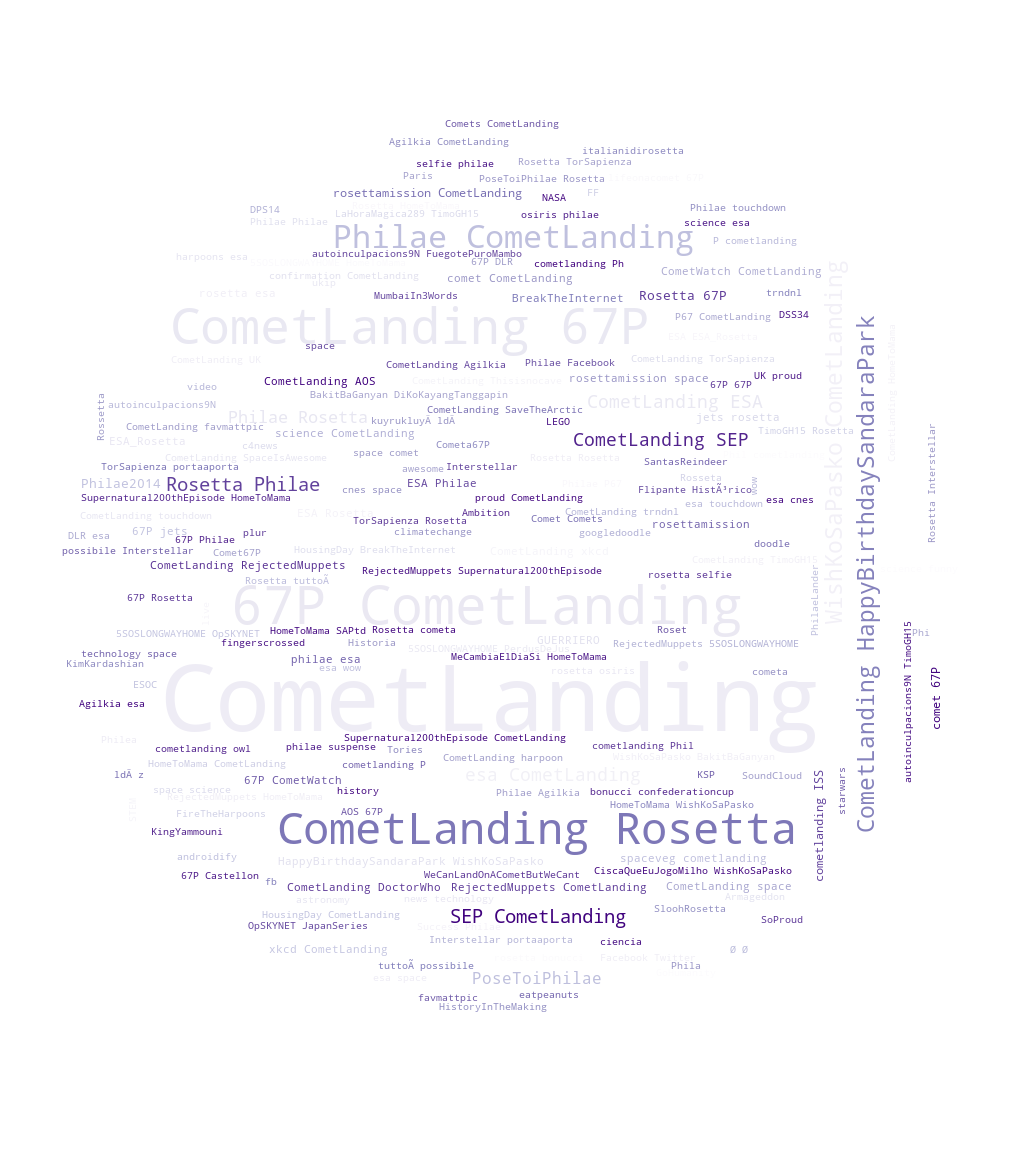 Comets CometLanding
Agilkia CometLanding
italianidirosetta
selfie philae
Rosetta TorSapienza
Paris
PoseToiPhilae Rosetta
rosettamission CometLanding
NASA
FF
DPS14
LaHoraMagica289 TimoGH15
osiris philae
Philae touchdown
Philae Philae
science esa
Philae CometLanding
P cometlanding
harpoons esa
autoinculpacions9N FuegotePuroMambo
67P DLR
cometlanding Ph
confirmation CometLanding
ukip
comet CometLanding
CometWatch CometLanding
rosetta esa
MumbaiIn3Words
BreakTheInternet
Rosetta 67P
trndnl
CometLanding 67P
P67 CometLanding
DSS34
ESA ESA_Rosetta
space
CometLanding UK
CometLanding Agilkia
Philae Facebook
CometLanding TorSapienza
CometLanding AOS
rosettamission space
67P 67P
UK proud
video
BakitBaGanyan DiKoKayangTanggapin
CometLanding ESA
autoinculpacions9N
Rossetta
Philae Rosetta
CometLanding SaveTheArctic
kuyrukluyÄ ldÄ
LEGO
jets rosetta
CometLanding favmattpic
science CometLanding
TimoGH15 Rosetta
ESA_Rosetta
c4news
Cometa67P
CometLanding SEP
space comet
CometLanding SpaceIsAwesome
Rosetta Rosetta
SantasReindeer
TorSapienza portaaporta
awesome
Interstellar
Rosseta
Philae2014
Rosetta Philae
cnes space
ESA Philae
Flipante HistÃ³rico
wow
Supernatural200thEpisode HomeToMama
proud CometLanding
esa cnes
esa touchdown
CometLanding touchdown
ESA Rosetta
Ambition
CometLanding trndnl
TorSapienza Rosetta
Comet Comets
rosettamission
DLR esa
67P jets
67P Philae
plur
climatechange
googledoodle
doodle
possibile Interstellar
Comet67P
HousingDay BreakTheInternet
CometLanding xkcd
CometLanding TimoGH15
CometLanding RejectedMuppets
RejectedMuppets Supernatural200thEpisode
Rosetta tuttoÃ
rosetta selfie
67P Rosetta
67P CometLanding
PhilaeLander
5SOSLONGWAYHOME OpSKYNET
HomeToMama SAPtd
Rosetta cometa
Roset
Phi
fingerscrossed
Historia
GUERRIERO
RejectedMuppets 5SOSLONGWAYHOME
technology space
KimKardashian
philae esa
esa wow
MeCambiaElDiaSi HomeToMama
rosetta osiris
cometa
ESOC
CometLanding
Agilkia esa
Philea
Supernatural200thEpisode CometLanding
cometlanding owl
philae suspense
Tories
cometlanding Phil
CometLanding harpoon
WishKoSaPasko BakitBaGanyan
HomeToMama CometLanding
cometlanding P
ldÄ z
67P CometWatch
esa CometLanding
KSP
SoundCloud
space science
history
Philae Agilkia
bonucci confederationcup
RejectedMuppets HomeToMama
HomeToMama WishKoSaPasko
FireTheHarpoons
AOS 67P
KingYammouni
CometLanding Rosetta
androidify
HappyBirthdaySandaraPark WishKoSaPasko
spaceveg cometlanding
67P Castellon
fb
WeCanLandOnACometButWeCant
CiscaQueEuJogoMilho WishKoSaPasko
CometLanding DoctorWho
RejectedMuppets CometLanding
CometLanding space
astronomy
news technology
Armageddon
HousingDay CometLanding
SEP CometLanding
SloohRosetta
SoProud
OpSKYNET JapanSeries
Interstellar portaaporta
ciencia
xkcd CometLanding
Ø Ø
Facebook Twitter
tuttoÃ possibile
Phila
esa space
PoseToiPhilae
favmattpic
eatpeanuts
HistoryInTheMaking
WishKoSaPasko CometLanding
CometLanding HappyBirthdaySandaraPark
CometLanding HomeToMama
Rosetta Interstellar
autoinculpacions9N TimoGH15
comet 67P
cometlanding ISS
starwars